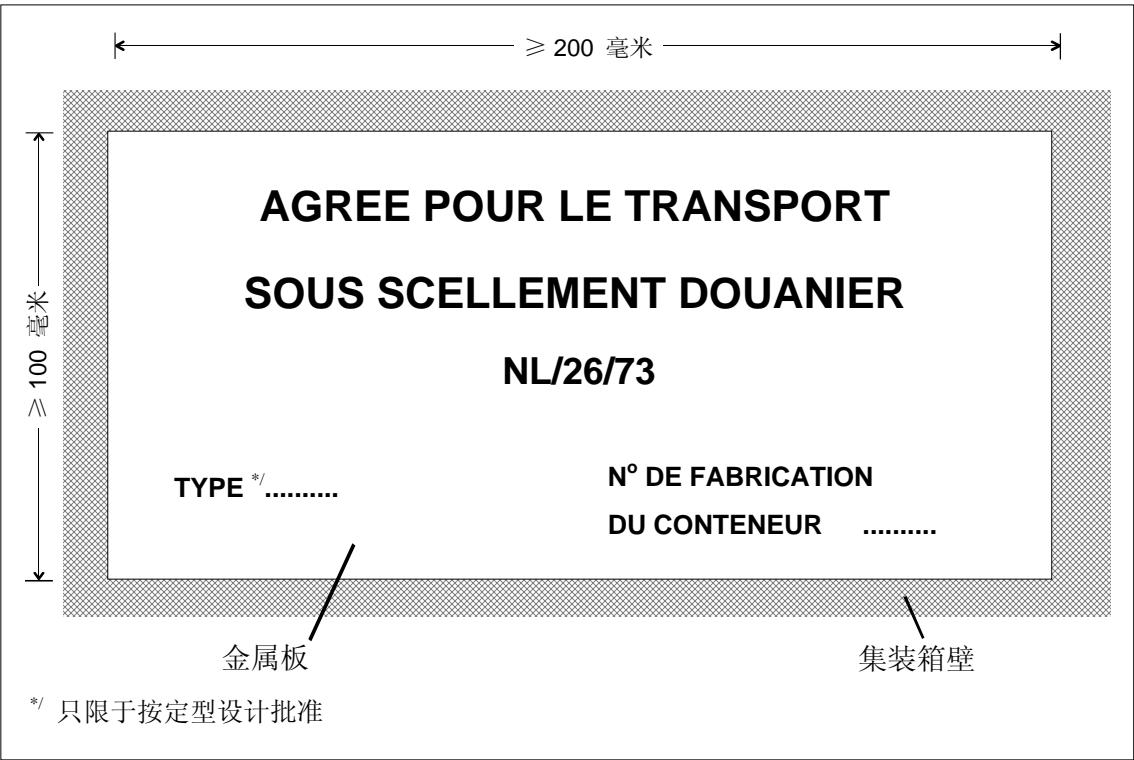 ≥ 200 毫米
≥ 100 毫米
AGREE POUR LE TRANSPORT
SOUS SCELLEMENT DOUANIER
NL/26/73
TYPE */..........
Nº DE FABRICATION
DU CONTENEUR ..........
金属板
集装箱壁
*/ 只限于按定型设计批准